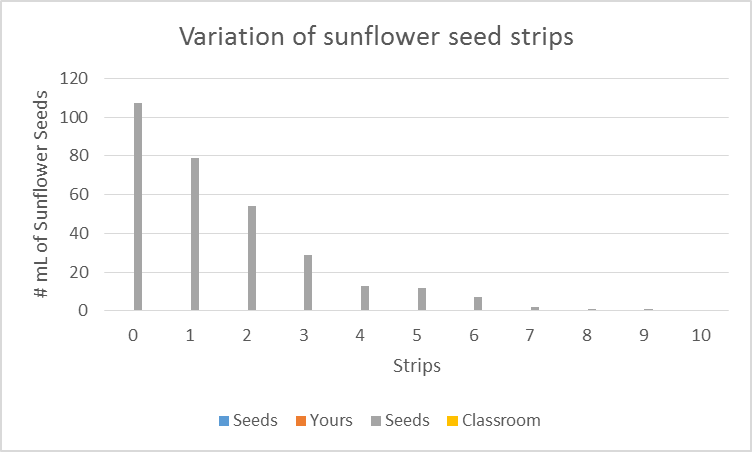 Variation of sunflower seed strips
# mL of Sunflower Seeds
120
100
80
60
40
20
0
0 1 2 3 4 5 6 7 8 9 10
Strips
Seeds Yours Seeds Classroom